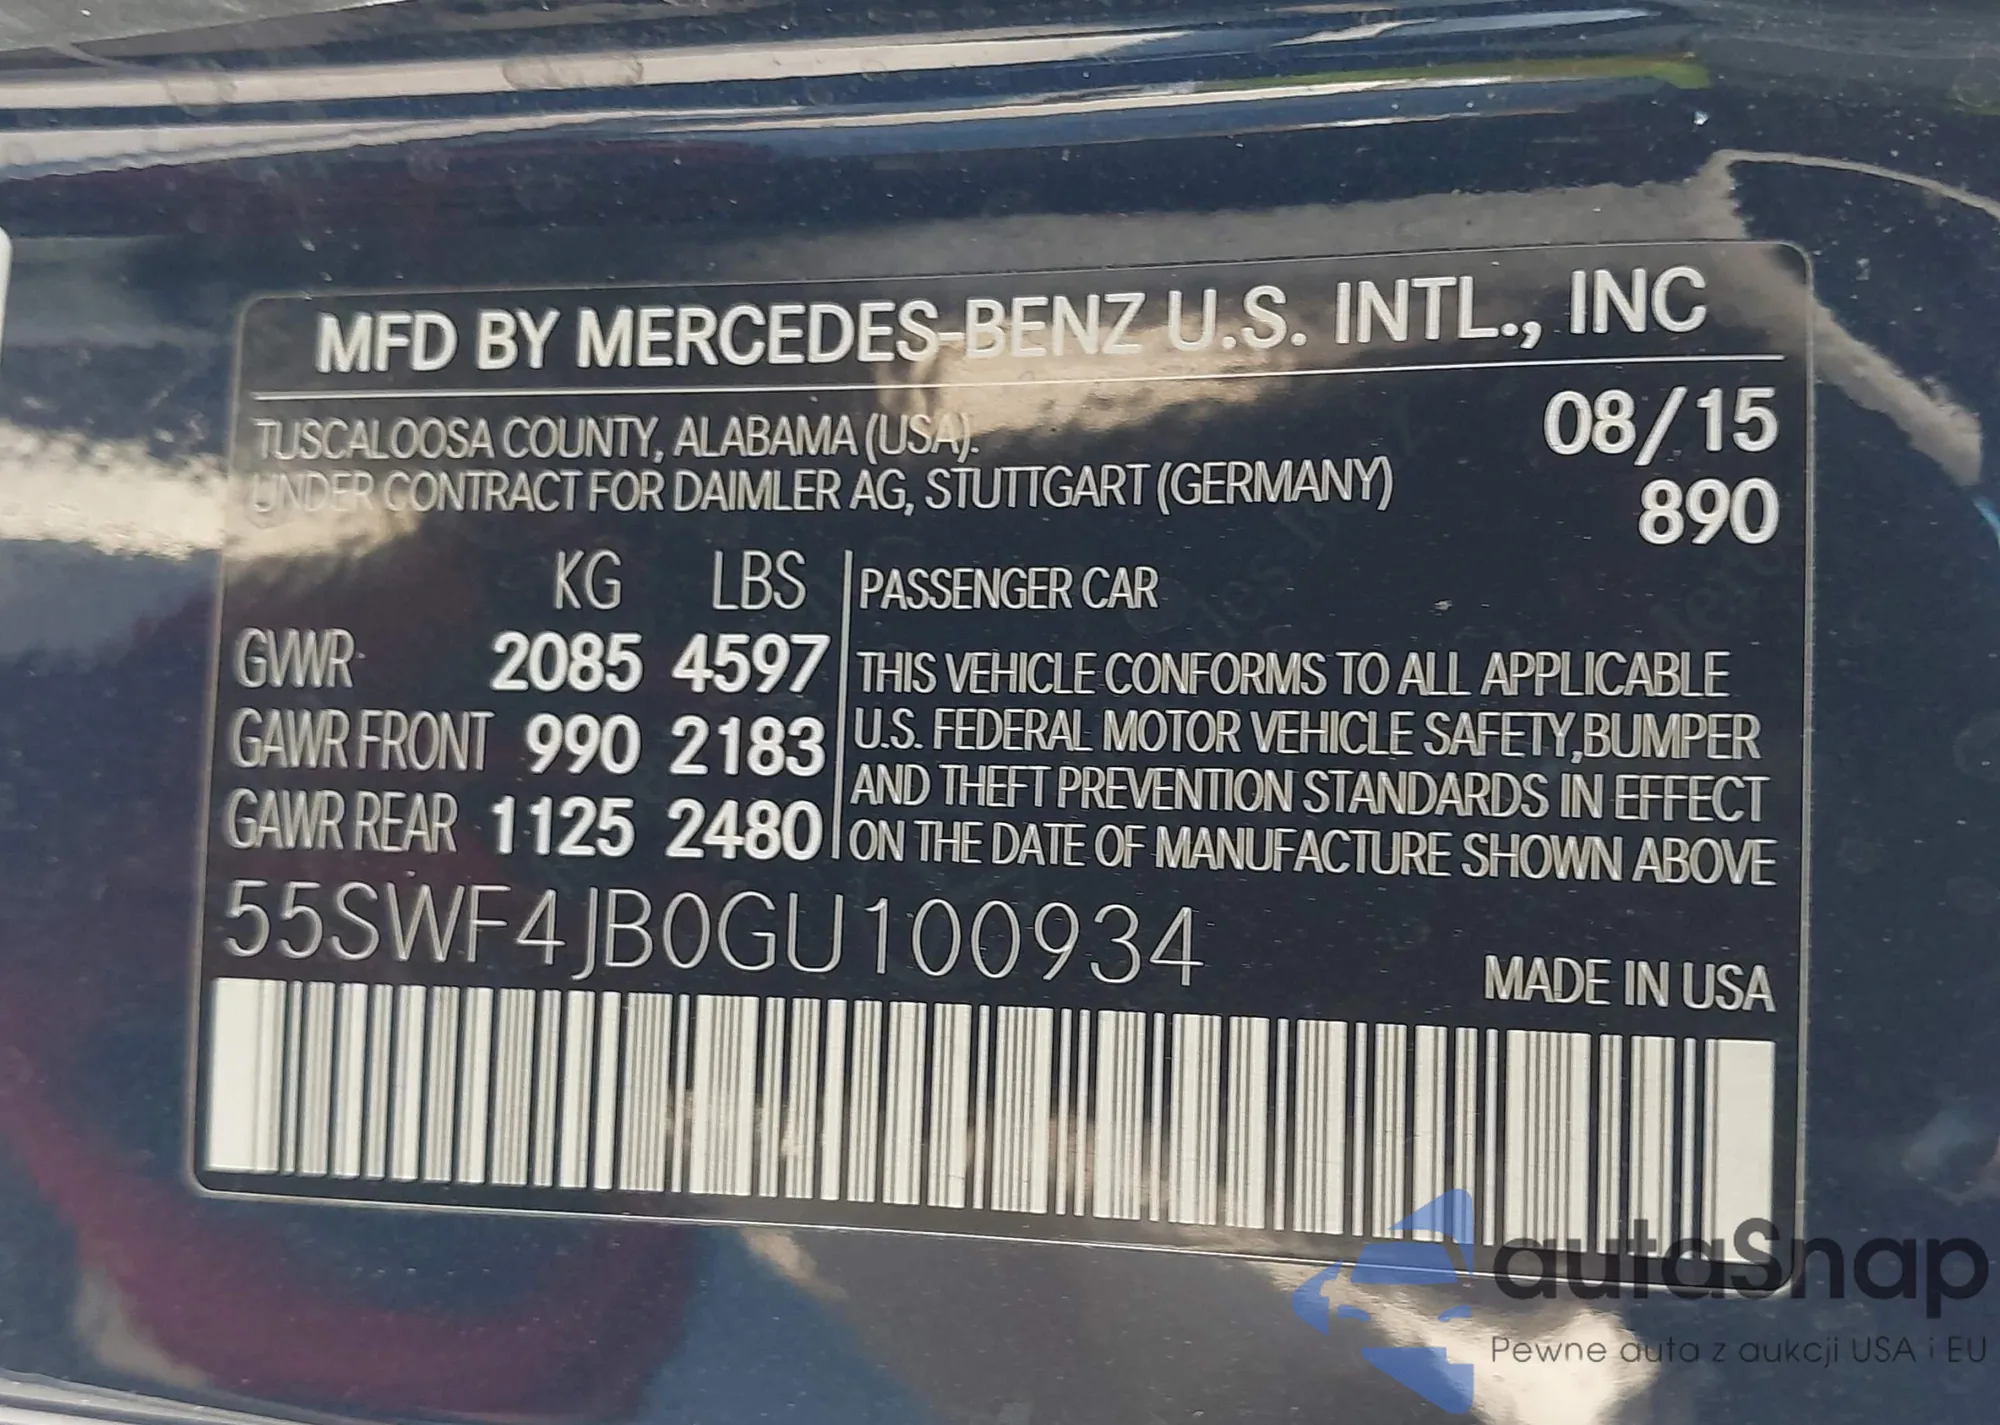 MFD BY MERCEDES-BENZ U.S. INTL., INC
TUSCALOOSA COUNTY, ALABAMA (USA). 08/15
UNDER CONTRACT FOR DAIMLER AG, STUTTGART (GERMANY) 890
KG LBS
GVWR 2085 4597
GAWR FRONT 990 2183
GAWR REAR 1125 2480
PASSENGER CAR
THIS VEHICLE CONFORMS TO ALL APPLICABLE
U.S. FEDERAL MOTOR VEHICLE SAFETY,BUMPER
AND THEFT PREVENTION STANDARDS IN EFFECT
ON THE DATE OF MANUFACTURE SHOWN ABOVE
55SWF4JB0GU100934
MADE IN USA
autaSnap
Pewne auta z aukcji USA i EU